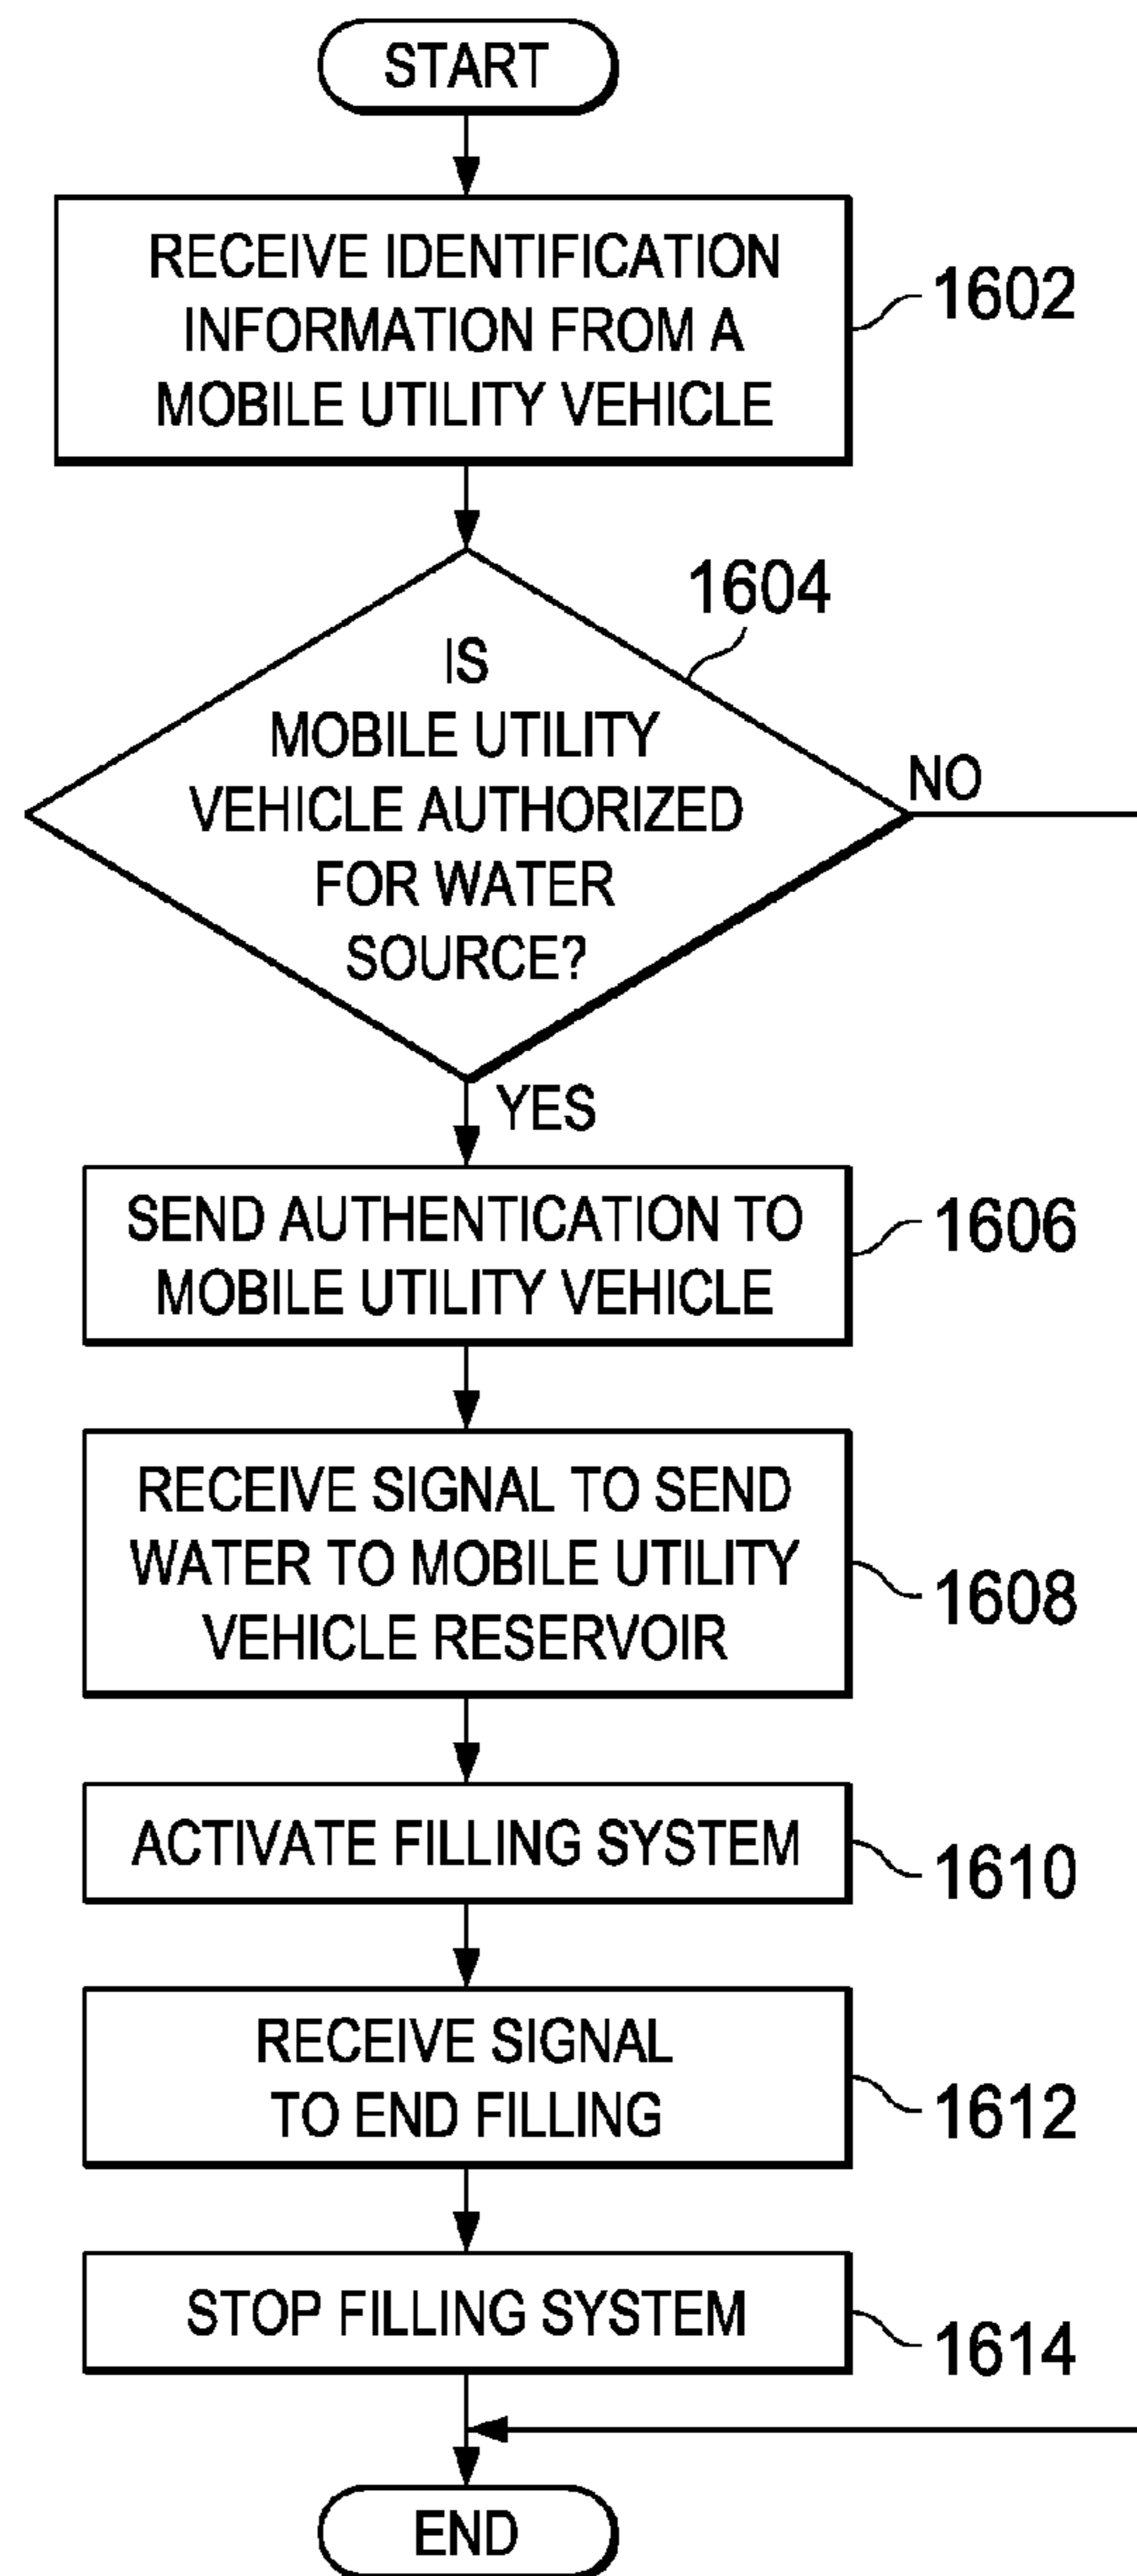 START
RECEIVE IDENTIFICATION
INFORMATION FROM A
MOBILE UTILITY VEHICLE
1602
1604
IS
MOBILE UTILITY
VEHICLE AUTHORIZED
FOR WATER
SOURCE?
NO
YES
SEND AUTHENTICATION TO
MOBILE UTILITY VEHICLE
1606
RECEIVE SIGNAL TO SEND
WATER TO MOBILE UTILITY
VEHICLE RESERVOIR
1608
ACTIVATE FILLING SYSTEM
1610
RECEIVE SIGNAL
TO END FILLING
1612
STOP FILLING SYSTEM
1614
END